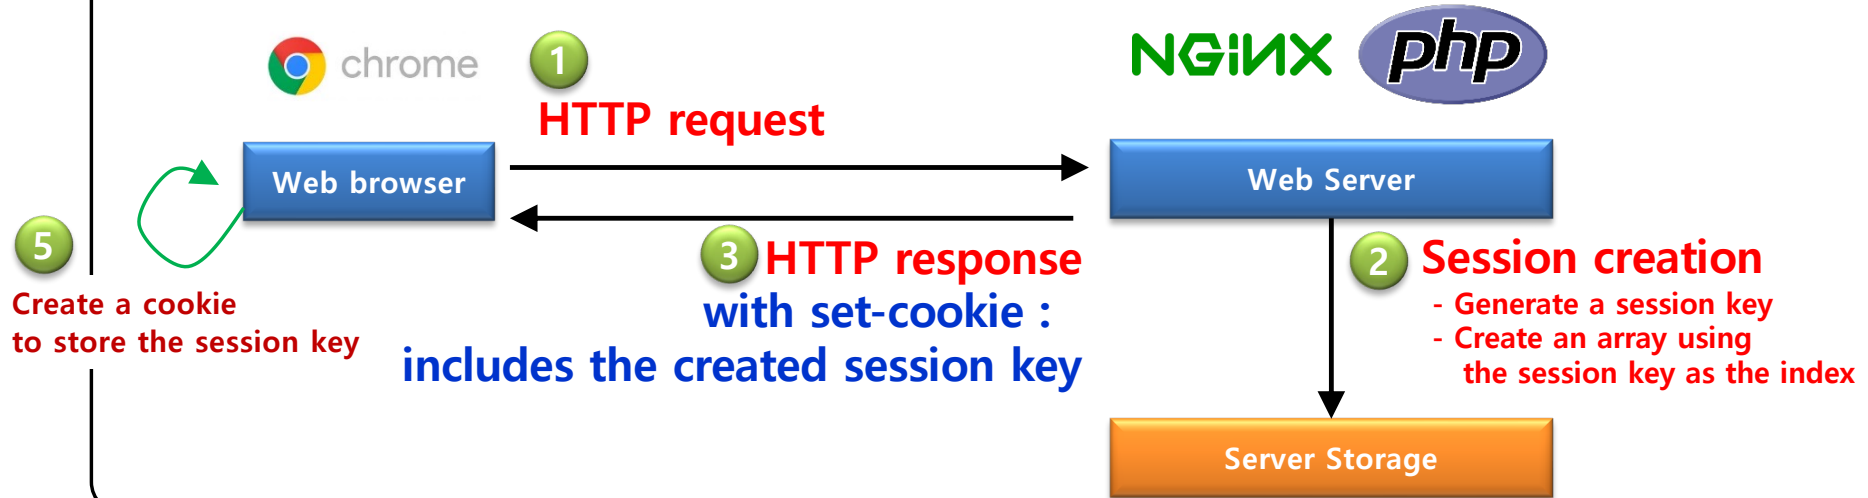 chrome
1
HTTP request
NGiNX
php
Web browser
Web Server
5
Create a cookie
to store the session key
3
HTTP response
with set-cookie :
includes the created session key
2
Session creation
- Generate a session key
- Create an array using
the session key as the index
Server Storage